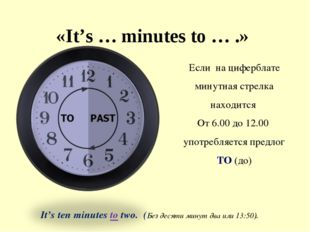 «It’s … minutes to … .»
12
11 1
10 2
TO PAST
9 3
8 4
7 5
6
Если на циферблате
минутная стрелка
находится
От 6.00 до 12.00
употребляется предлог
ТО (до)
It’s ten minutes to two. (Без десяти минут два или 13:50).